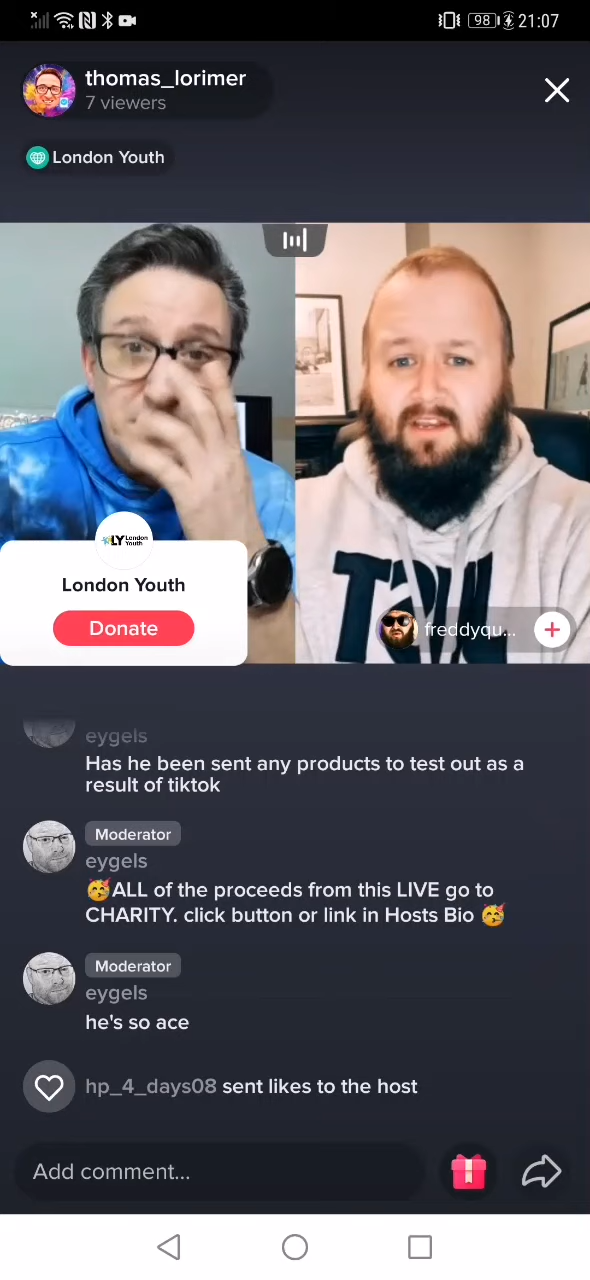 98 21:07
thomas_lorimer
7 viewers
London Youth
LY London
Youth
London Youth
Donate
freddyqu...
eygels
Has he been sent any products to test out as a
result of tiktok
Moderator
eygels
🥳ALL of the proceeds from this LIVE go to
CHARITY. click button or link in Hosts Bio 🥳
Moderator
eygels
he's so ace
hp_4_days08 sent likes to the host
Add comment...